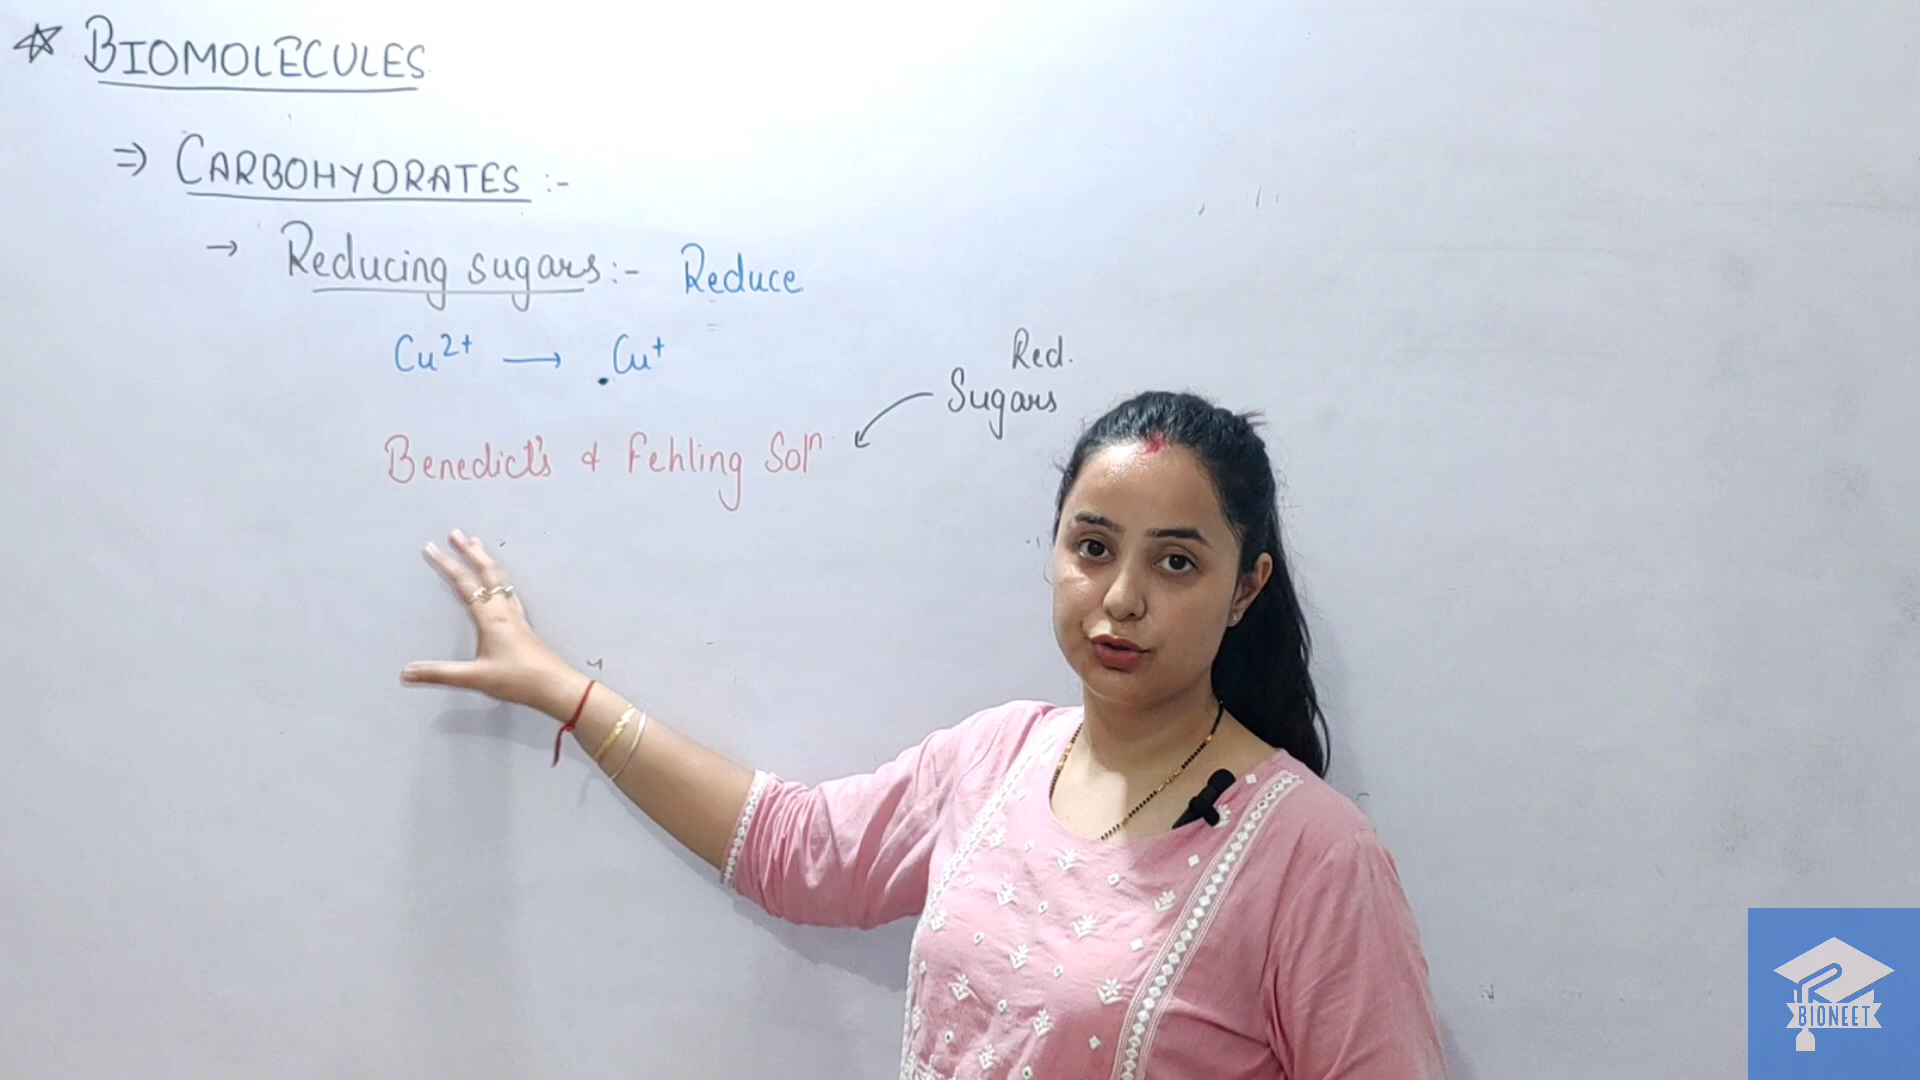 ☆ BIOMOLECULES
⇒ CARBOHYDRATES :-
→ Reducing sugars :- Reduce
Cu²⁺ ⟶ Cu⁺
Red.
Sugars
Benedict's & Fehling Solⁿ
BIONEET